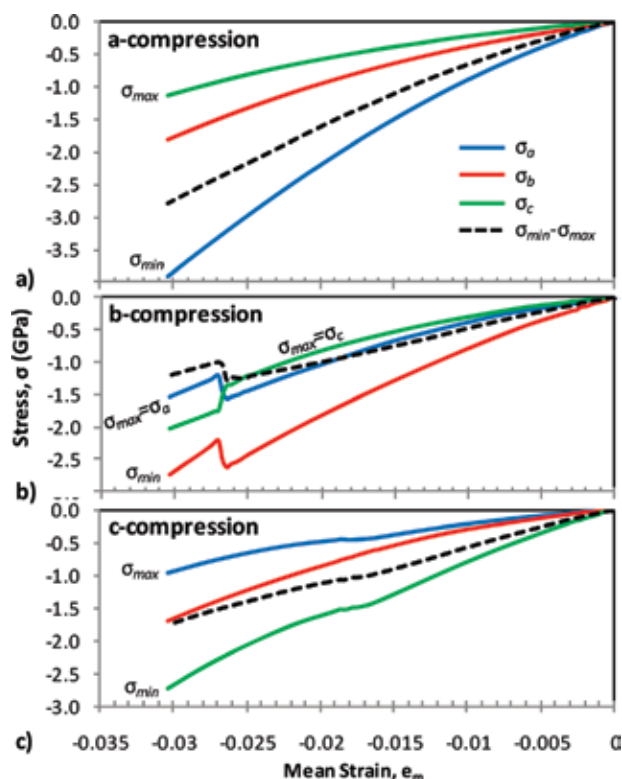 a-compression
0.0
-0.5
-1.0
-1.5
-2.0
-2.5
-3.0
-3.5
σmax
σmin
σa
σb
σc
σmin-σmax
a)
b-compression
0.0
-0.5
-1.0
-1.5
-2.0
-2.5
σmax=σc
σmax=σa
σmin
b)
Stress, σ (GPa)
c-compression
0.0
-0.5
-1.0
-1.5
-2.0
-2.5
-3.0
σmax
σmin
c)
-0.035 -0.03 -0.025 -0.02 -0.015 -0.01 -0.005 0
Mean Strain, em